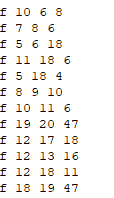 f 10 6 8
f 7 8 6
f 5 6 18
f 11 18 6
f 5 18 4
f 8 9 10
f 10 11 6
f 19 20 47
f 12 17 18
f 12 13 16
f 12 18 11
f 18 19 47